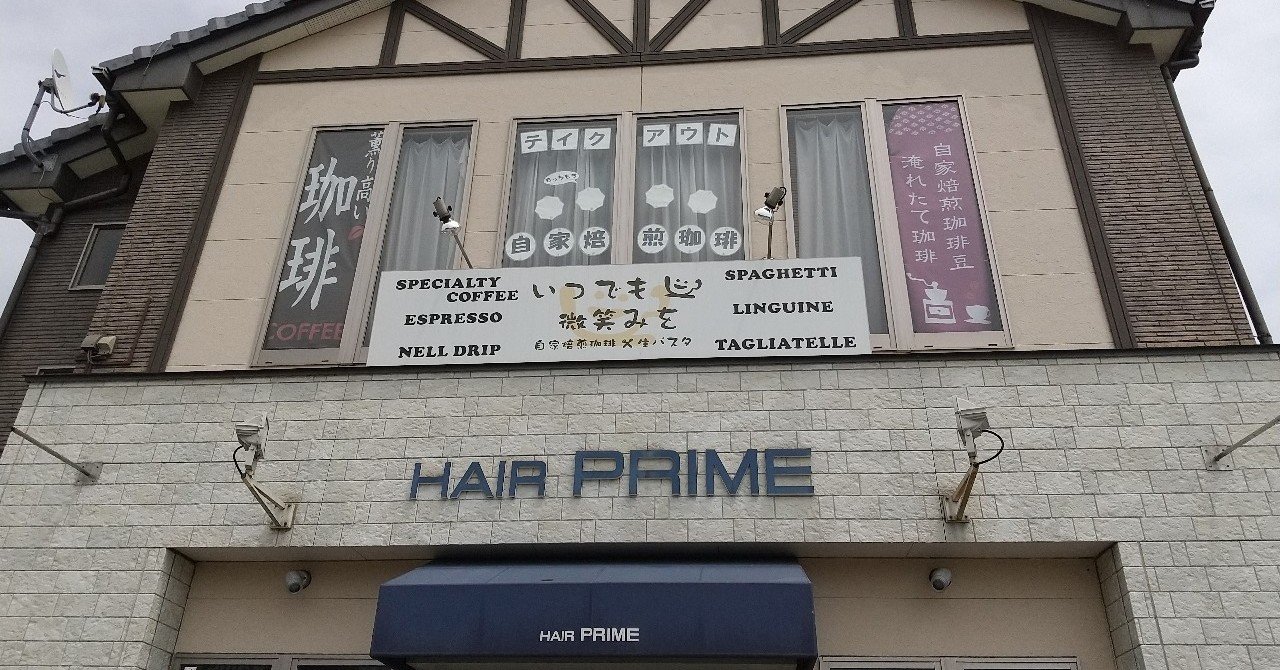 薫り高い
珈琲
COFFEE
テイクアウト
自家焙煎珈琲
自家焙煎珈琲豆
淹れたて珈琲
SPECIALTY
COFFEE
ESPRESSO
NELL DRIP
いつでも心
微笑みを
自家焙煎珈琲×生パスタ
SPAGHETTI
LINGUINE
TAGLIATELLE
HAIR PRIME
HAIR PRIME